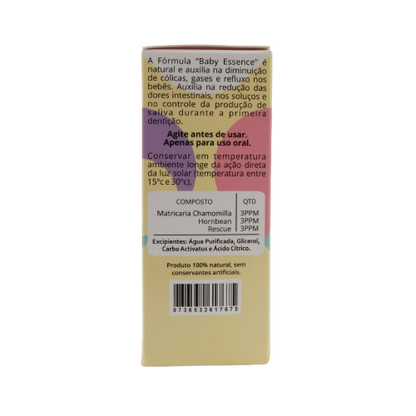 A Fórmula "Baby Essence" é
natural e auxilia na diminuição
de cólicas, gases e refluxo nos
bebês. Auxilia na redução das
dores intestinais, nos soluços e
no controle da produção de
saliva durante a primeira
dentição.
Agite antes de usar.
Apenas para uso oral.
Conservar em temperatura
ambiente longe da ação direta
da luz solar (temperatura entre
15ºc e 30ºc).
COMPOSTO QTD
Matricaria Chamomilla 3PPM
Hornbean 3PPM
Rescue 3PPM
Excipientes: Água Purificada, Glicerol,
Carbo Activatus e Ácido Cítrico.
Produto 100% natural, sem
conservantes artificiais.
0736532617675